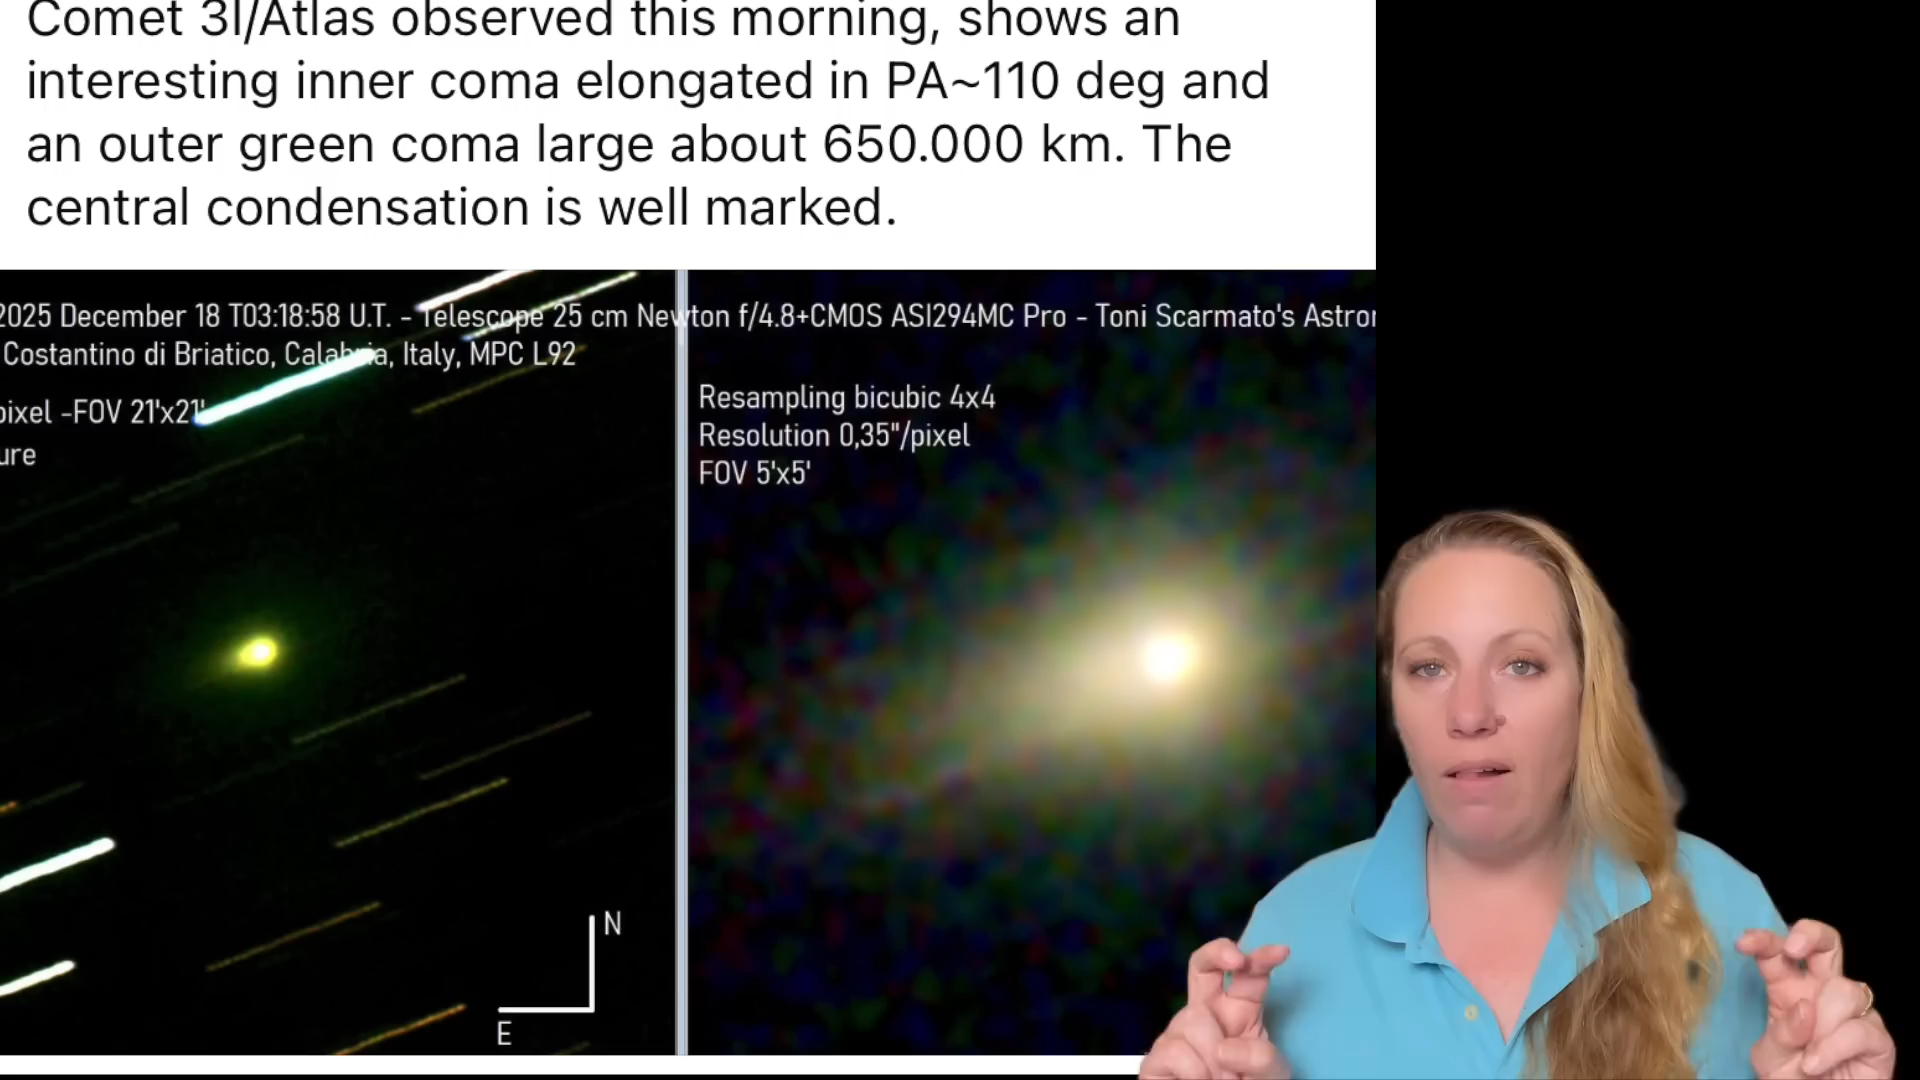 Comet 3I/Atlas observed this morning, shows an
interesting inner coma elongated in PA~110 deg and
an outer green coma large about 650.000 km. The
central condensation is well marked.
2025 December 18 T03:18:58 U.T. - Telescope 25 cm Newton f/4.8+CMOS ASI294MC Pro - Toni Scarmato's Astro
Costantino di Briatico, Calabria, Italy, MPC L92
pixel -FOV 21'x21'
ure
Resampling bicubic 4x4
Resolution 0,35"/pixel
FOV 5'x5'
N
E